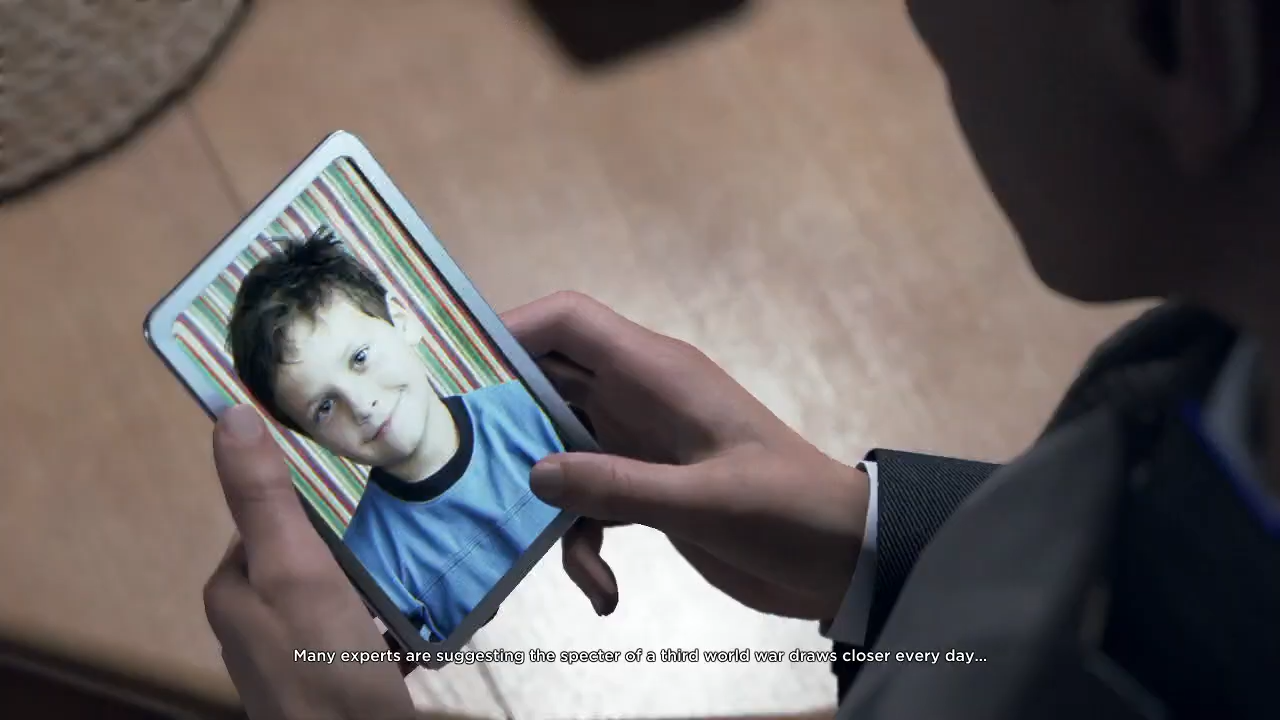 Many experts are suggesting the specter of a third world war draws closer every day...